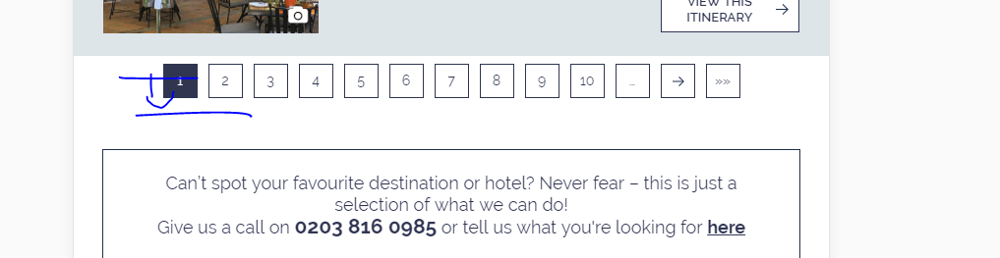 VIEW THIS
ITINERARY
1 2 3 4 5 6 7 8 9 10 ... → »»
Can't spot your favourite destination or hotel? Never fear – this is just a
selection of what we can do!
Give us a call on 0203 816 0985 or tell us what you're looking for here